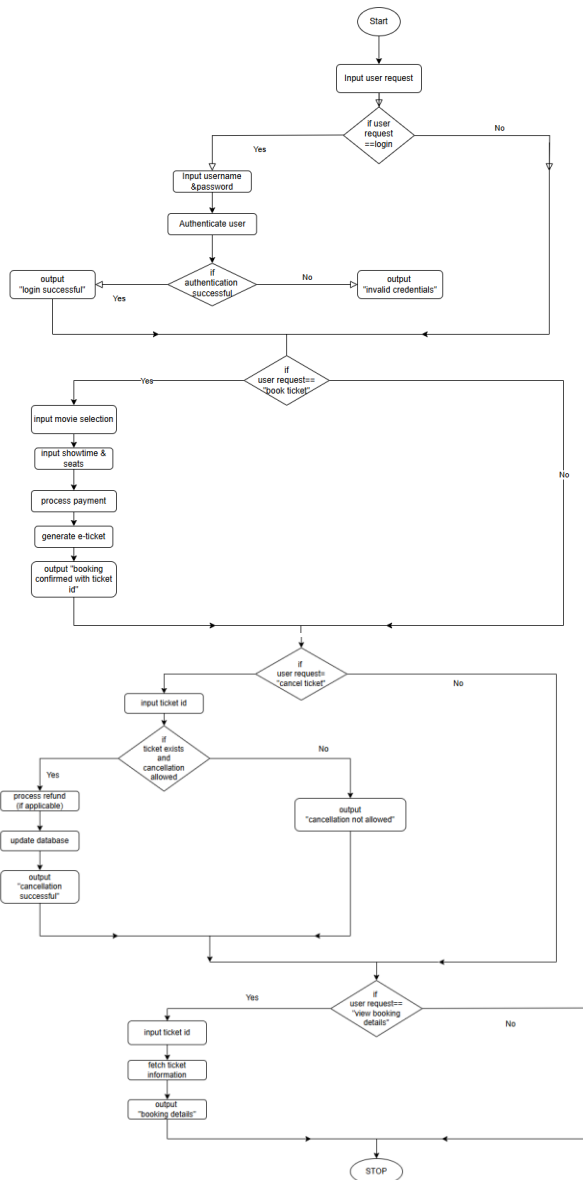 Start
Input user request
if user
request
==login
No
Yes
Input username
&password
Authenticate user
if
authentication
successful
No
Yes
output
"login successful"
output
"invalid credentials"
if
user request==
"book ticket"
Yes
No
input movie selection
input showtime &
seats
process payment
generate e-ticket
output "booking
confirmed with ticket
id"
if
user request=
"cancel ticket"
No
input ticket id
if
ticket exists
and
cancellation
allowed
No
Yes
process refund
(if applicable)
output
"cancellation not allowed"
update database
output
"cancellation
successful"
if
user request==
"view booking
details"
Yes
No
input ticket id
fetch ticket
information
output
"booking details"
STOP